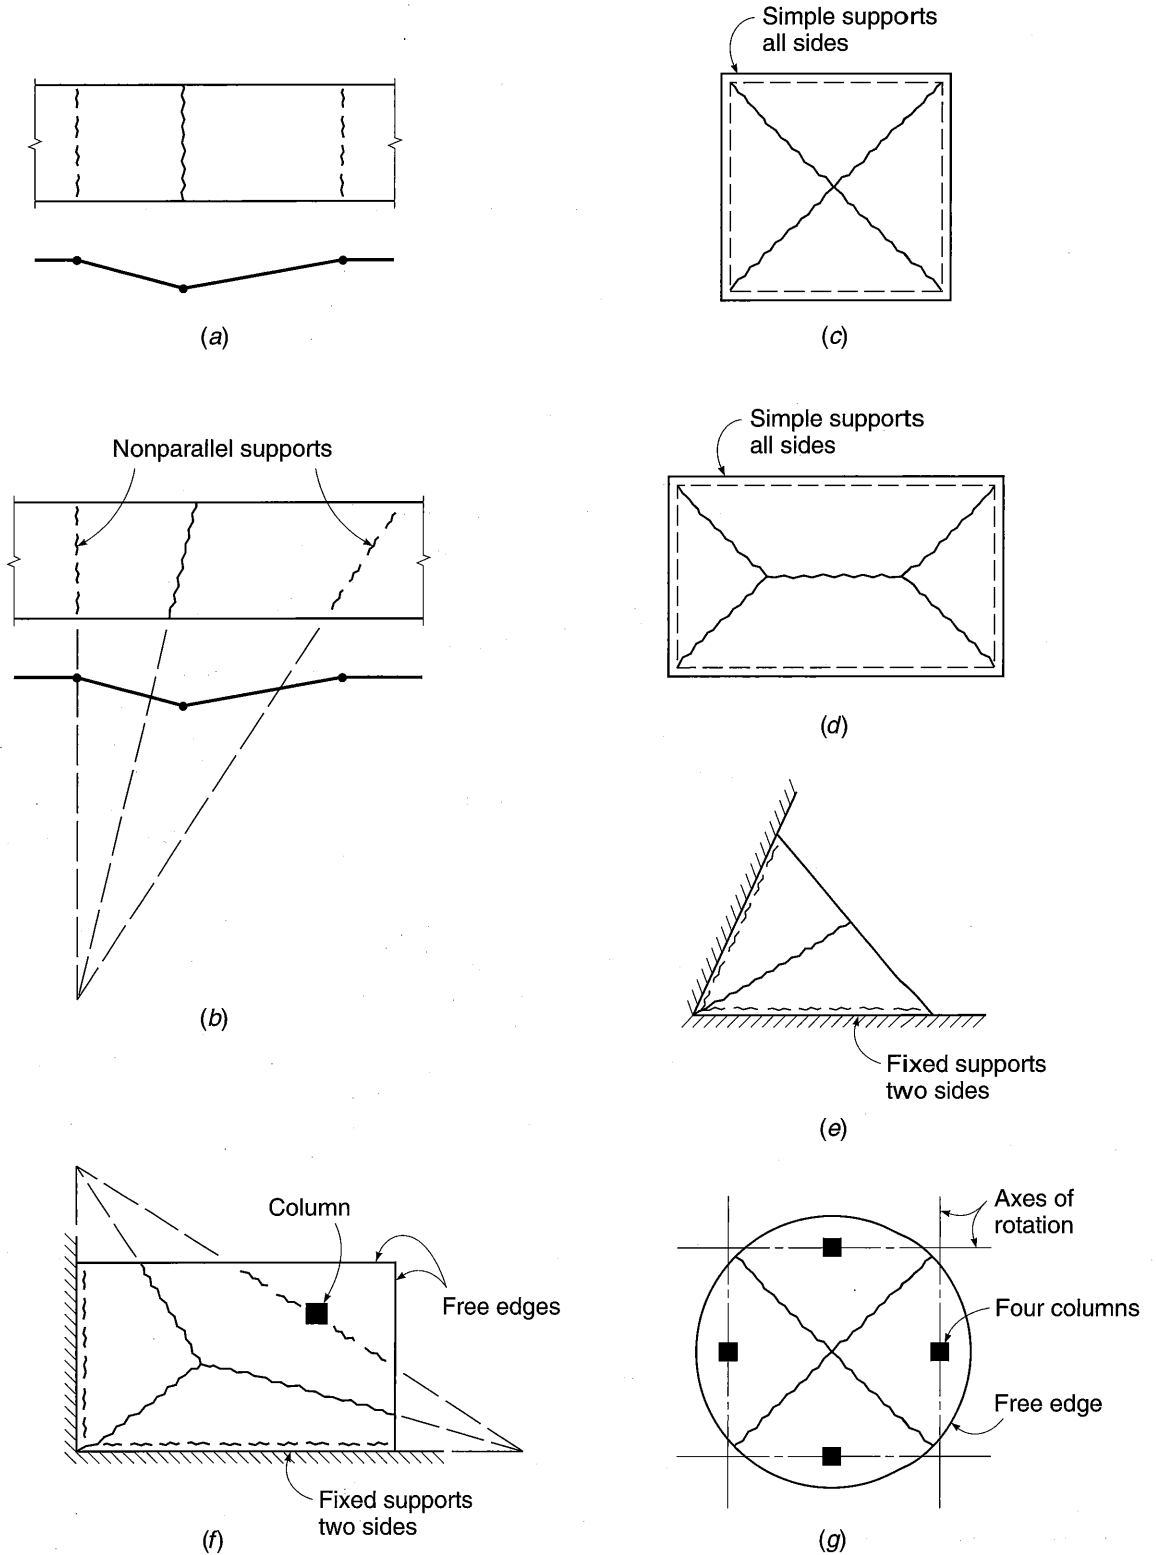 Simple supports
all sides
(a)
(c)
Nonparallel supports
Simple supports
all sides
(b)
(d)
Fixed supports
two sides
(e)
Column
Free edges
Fixed supports
two sides
(f)
Axes of
rotation
Four columns
Free edge
(g)